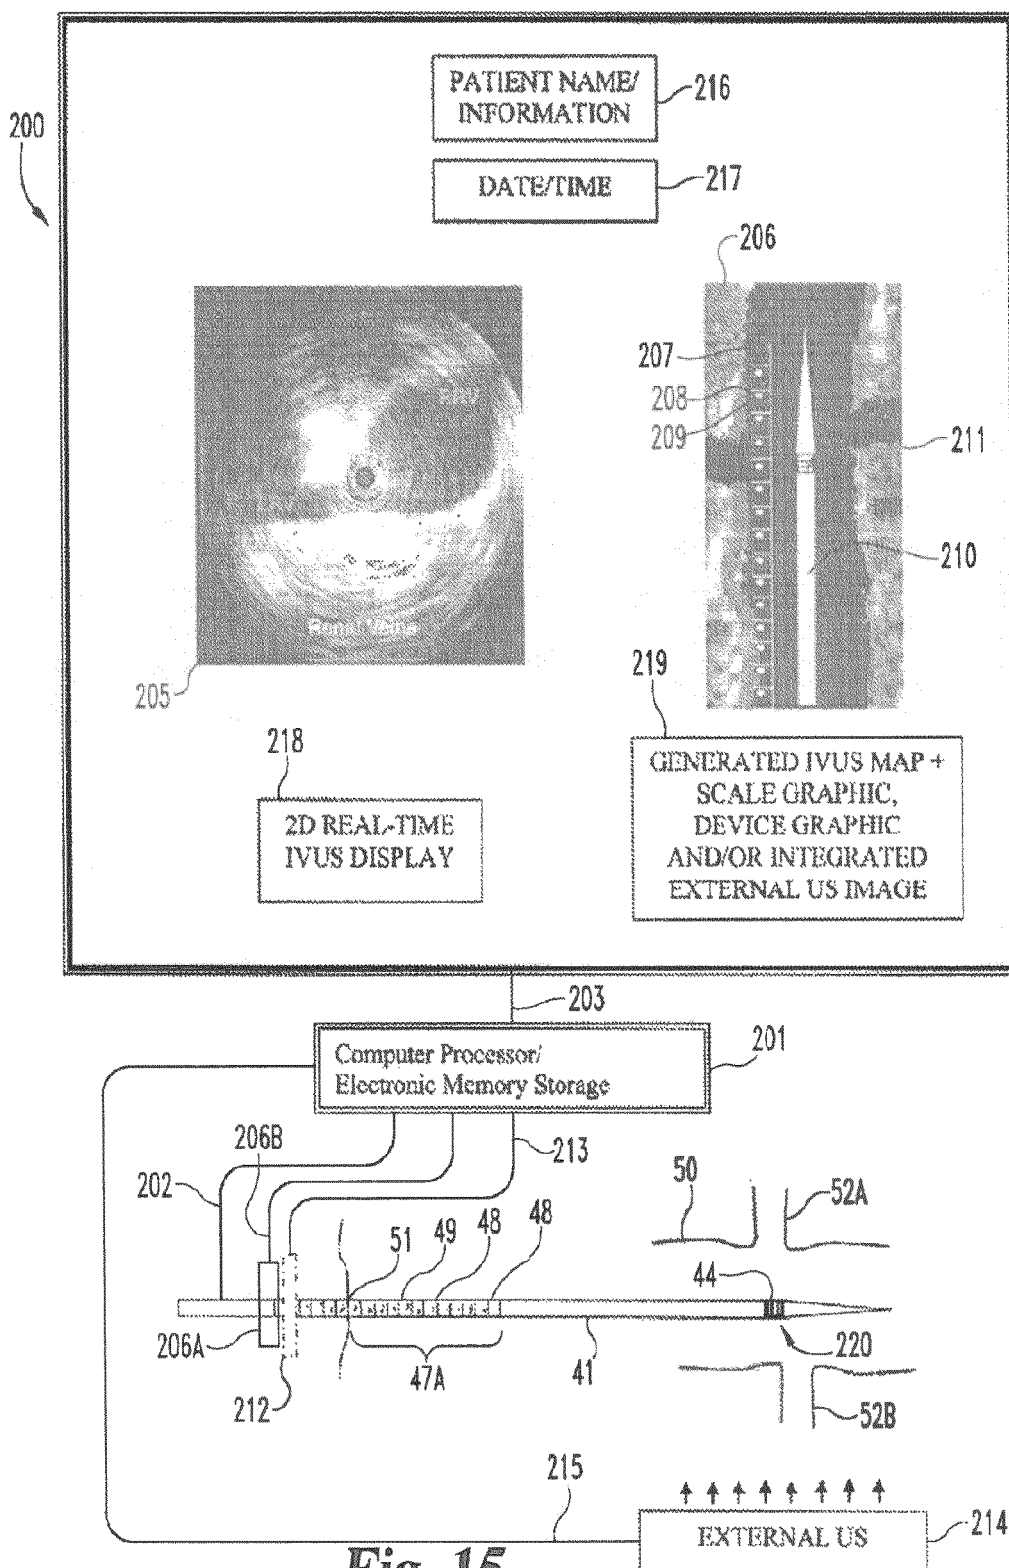 PATIENT NAME/
INFORMATION
216
200
DATE/TIME
217
206
207
208
209
211
210
Renal Veins
205
219
218
2D REAL-TIME
IVUS DISPLAY
GENERATED IVUS MAP +
SCALE GRAPHIC,
DEVICE GRAPHIC
AND/OR INTEGRATED
EXTERNAL US IMAGE
203
Computer Processor/
Electronic Memory Storage
201
206B
213
202
50
52A
51
49
48
48
44
206A
47A
41
220
212
52B
215
EXTERNAL US
214
Fig. 15